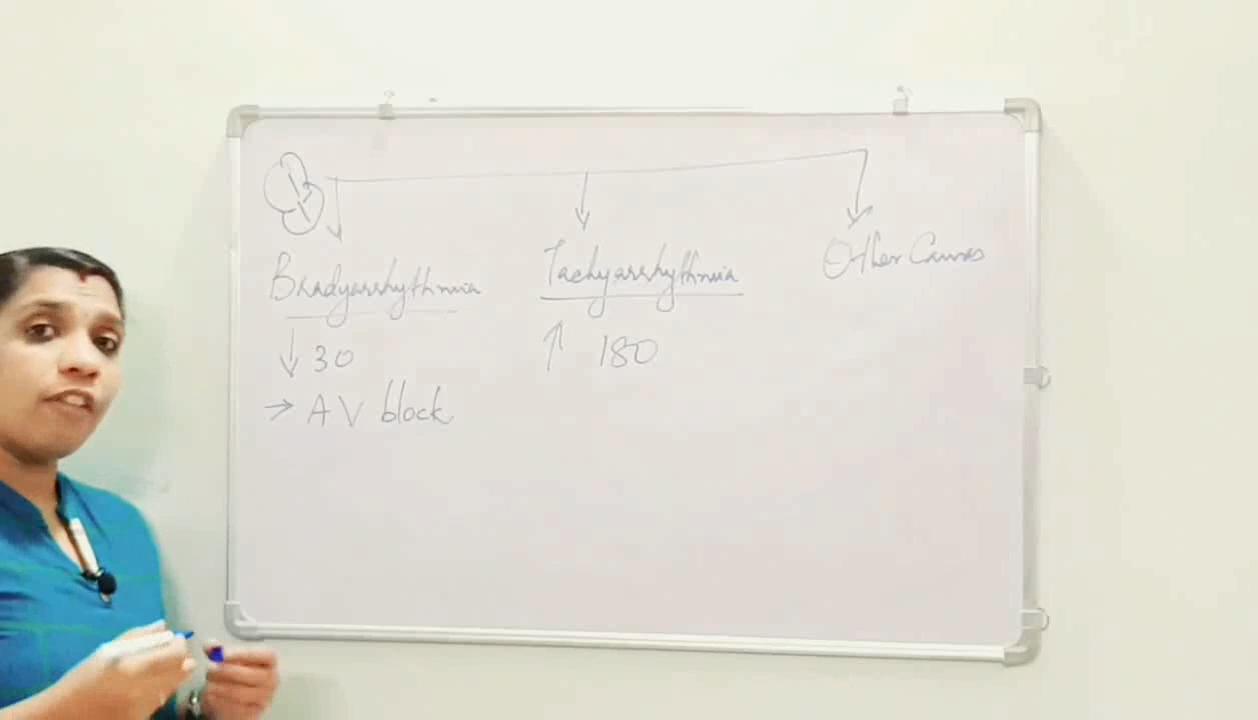 Bradyarrhythmia
↓ 30
→ AV block
Tachyarrhythmia
↑ 180
Other Causes